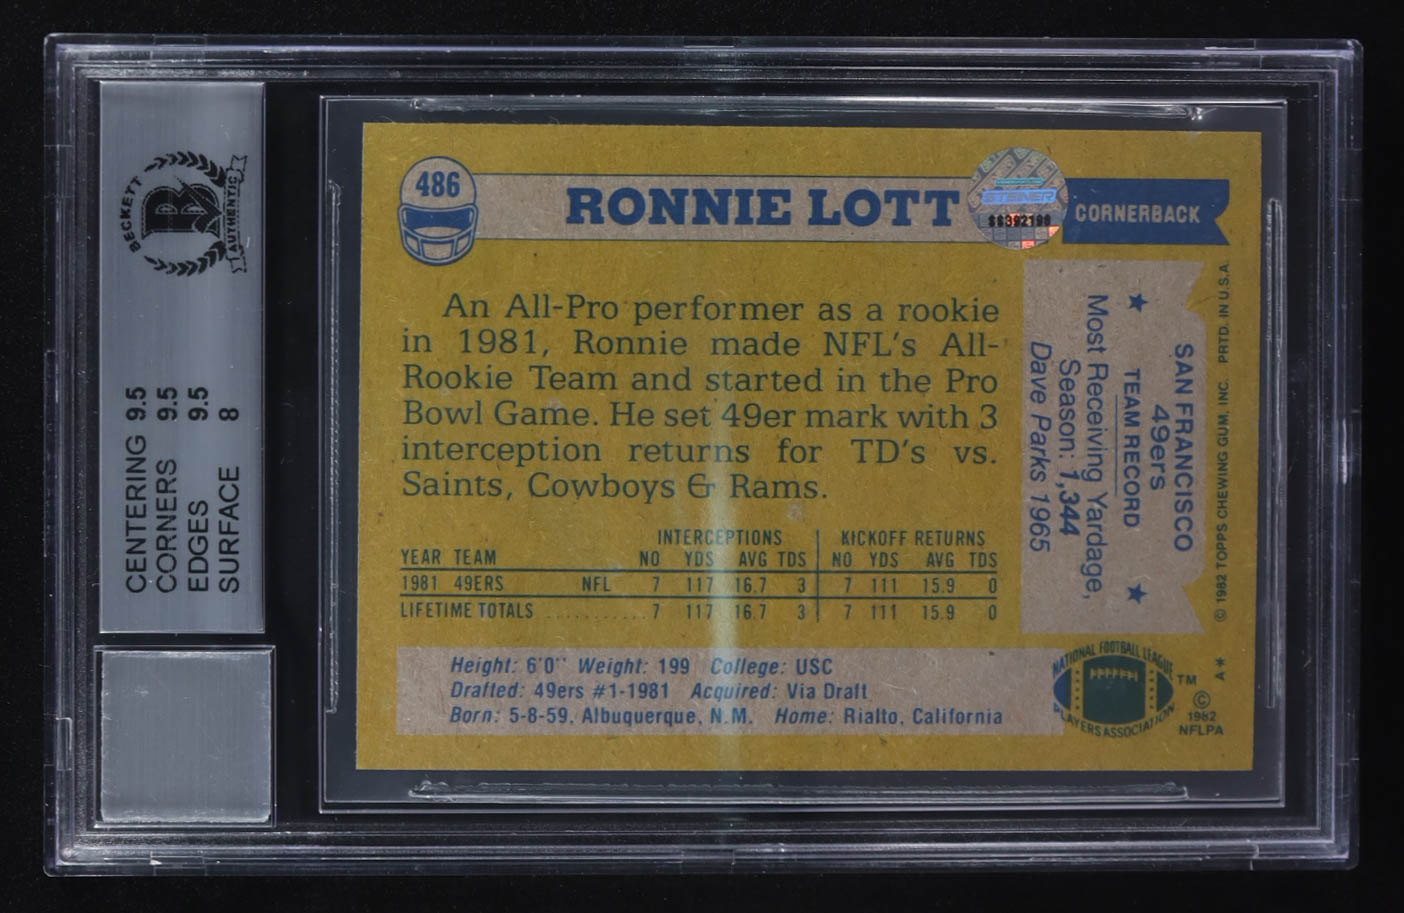 BECKETT
AUTHENTIC
CENTERING 9.5
CORNERS 9.5
EDGES 9.5
SURFACE 8
486
RONNIE LOTT
STEINER
CORNERBACK
An All-Pro performer as a rookie
in 1981, Ronnie made NFL's All-
Rookie Team and started in the Pro
Bowl Game. He set 49er mark with 3
interception returns for TD's vs.
Saints, Cowboys & Rams.
INTERCEPTIONS KICKOFF RETURNS
YEAR TEAM NO YDS AVG TDS NO YDS AVG TDS
1981 49ERS NFL 7 117 16.7 3 7 111 15.9 0
LIFETIME TOTALS ........... 7 117 16.7 3 7 111 15.9 0
Height: 6'0" Weight: 199 College: USC
Drafted: 49ers #1-1981 Acquired: Via Draft
Born: 5-8-59, Albuquerque, N.M. Home: Rialto, California
SAN FRANCISCO
49ers
★ TEAM RECORD ★
Most Receiving Yardage,
Season: 1,344
Dave Parks 1965
© 1982 TOPPS CHEWING GUM, INC. PRTD. IN U.S.A.
A**
NATIONAL FOOTBALL LEAGUE
PLAYERS ASSOCIATION
TM
©
1982
NFLPA